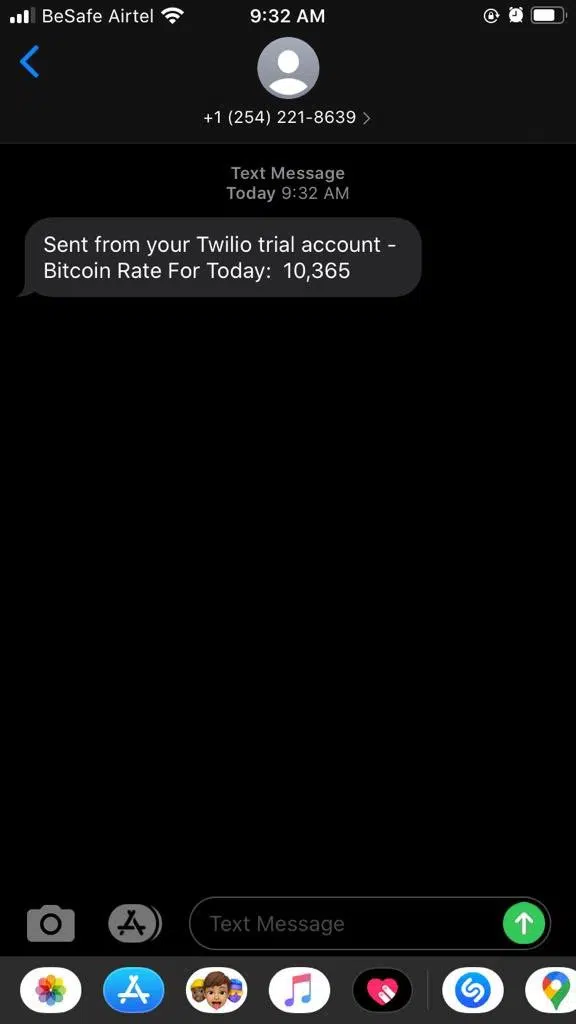 BeSafe Airtel 9:32 AM
+1 (254) 221-8639
Text Message
Today 9:32 AM
Sent from your Twilio trial account -
Bitcoin Rate For Today:  10,365
Text Message